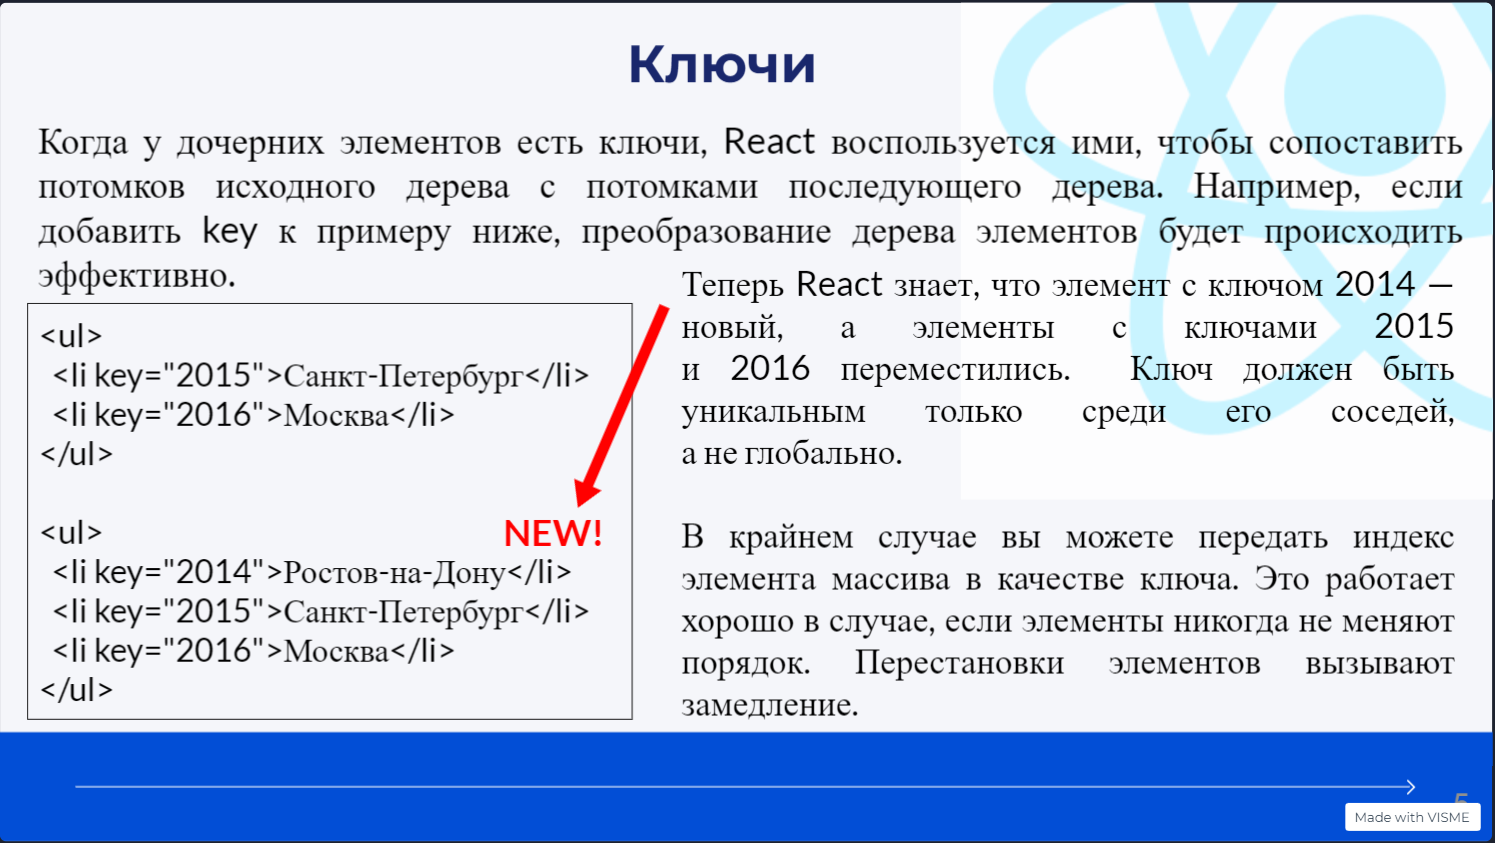 Ключи
Когда у дочерних элементов есть ключи, React воспользуется ими, чтобы сопоставить
потомков исходного дерева с потомками последующего дерева. Например, если
добавить key к примеру ниже, преобразование дерева элементов будет происходить
эффективно.
<ul>
<li key="2015">Санкт-Петербург</li>
<li key="2016">Москва</li>
</ul>
<ul>
NEW!
<li key="2014">Ростов-на-Дону</li>
<li key="2015">Санкт-Петербург</li>
<li key="2016">Москва</li>
</ul>
Теперь React знает, что элемент с ключом 2014 —
новый, а элементы с ключами 2015
и 2016 переместились. Ключ должен быть
уникальным только среди его соседей,
а не глобально.
В крайнем случае вы можете передать индекс
элемента массива в качестве ключа. Это работает
хорошо в случае, если элементы никогда не меняют
порядок. Перестановки элементов вызывают
замедление.
5
Made with VISME